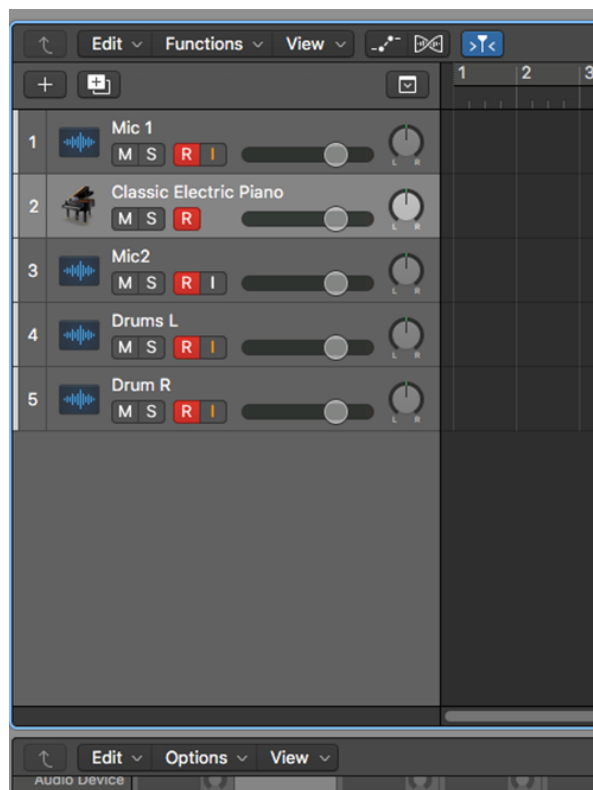 Edit Functions View
1 2 3
1 Mic 1
M S R I
L R
2 Classic Electric Piano
M S R
L R
3 Mic2
M S R I
L R
4 Drums L
M S R I
L R
5 Drum R
M S R I
L R
Edit Options View
Audio Device